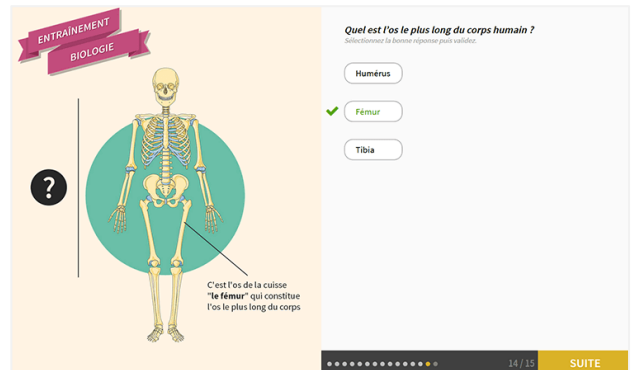 ENTRAÎNEMENT
BIOLOGIE
?
C'est l'os de la cuisse
"le fémur" qui constitue
l'os le plus long du corps
Quel est l'os le plus long du corps humain ?
Sélectionnez la bonne réponse puis validez.
Humérus
Fémur
Tibia
14 / 15
SUITE